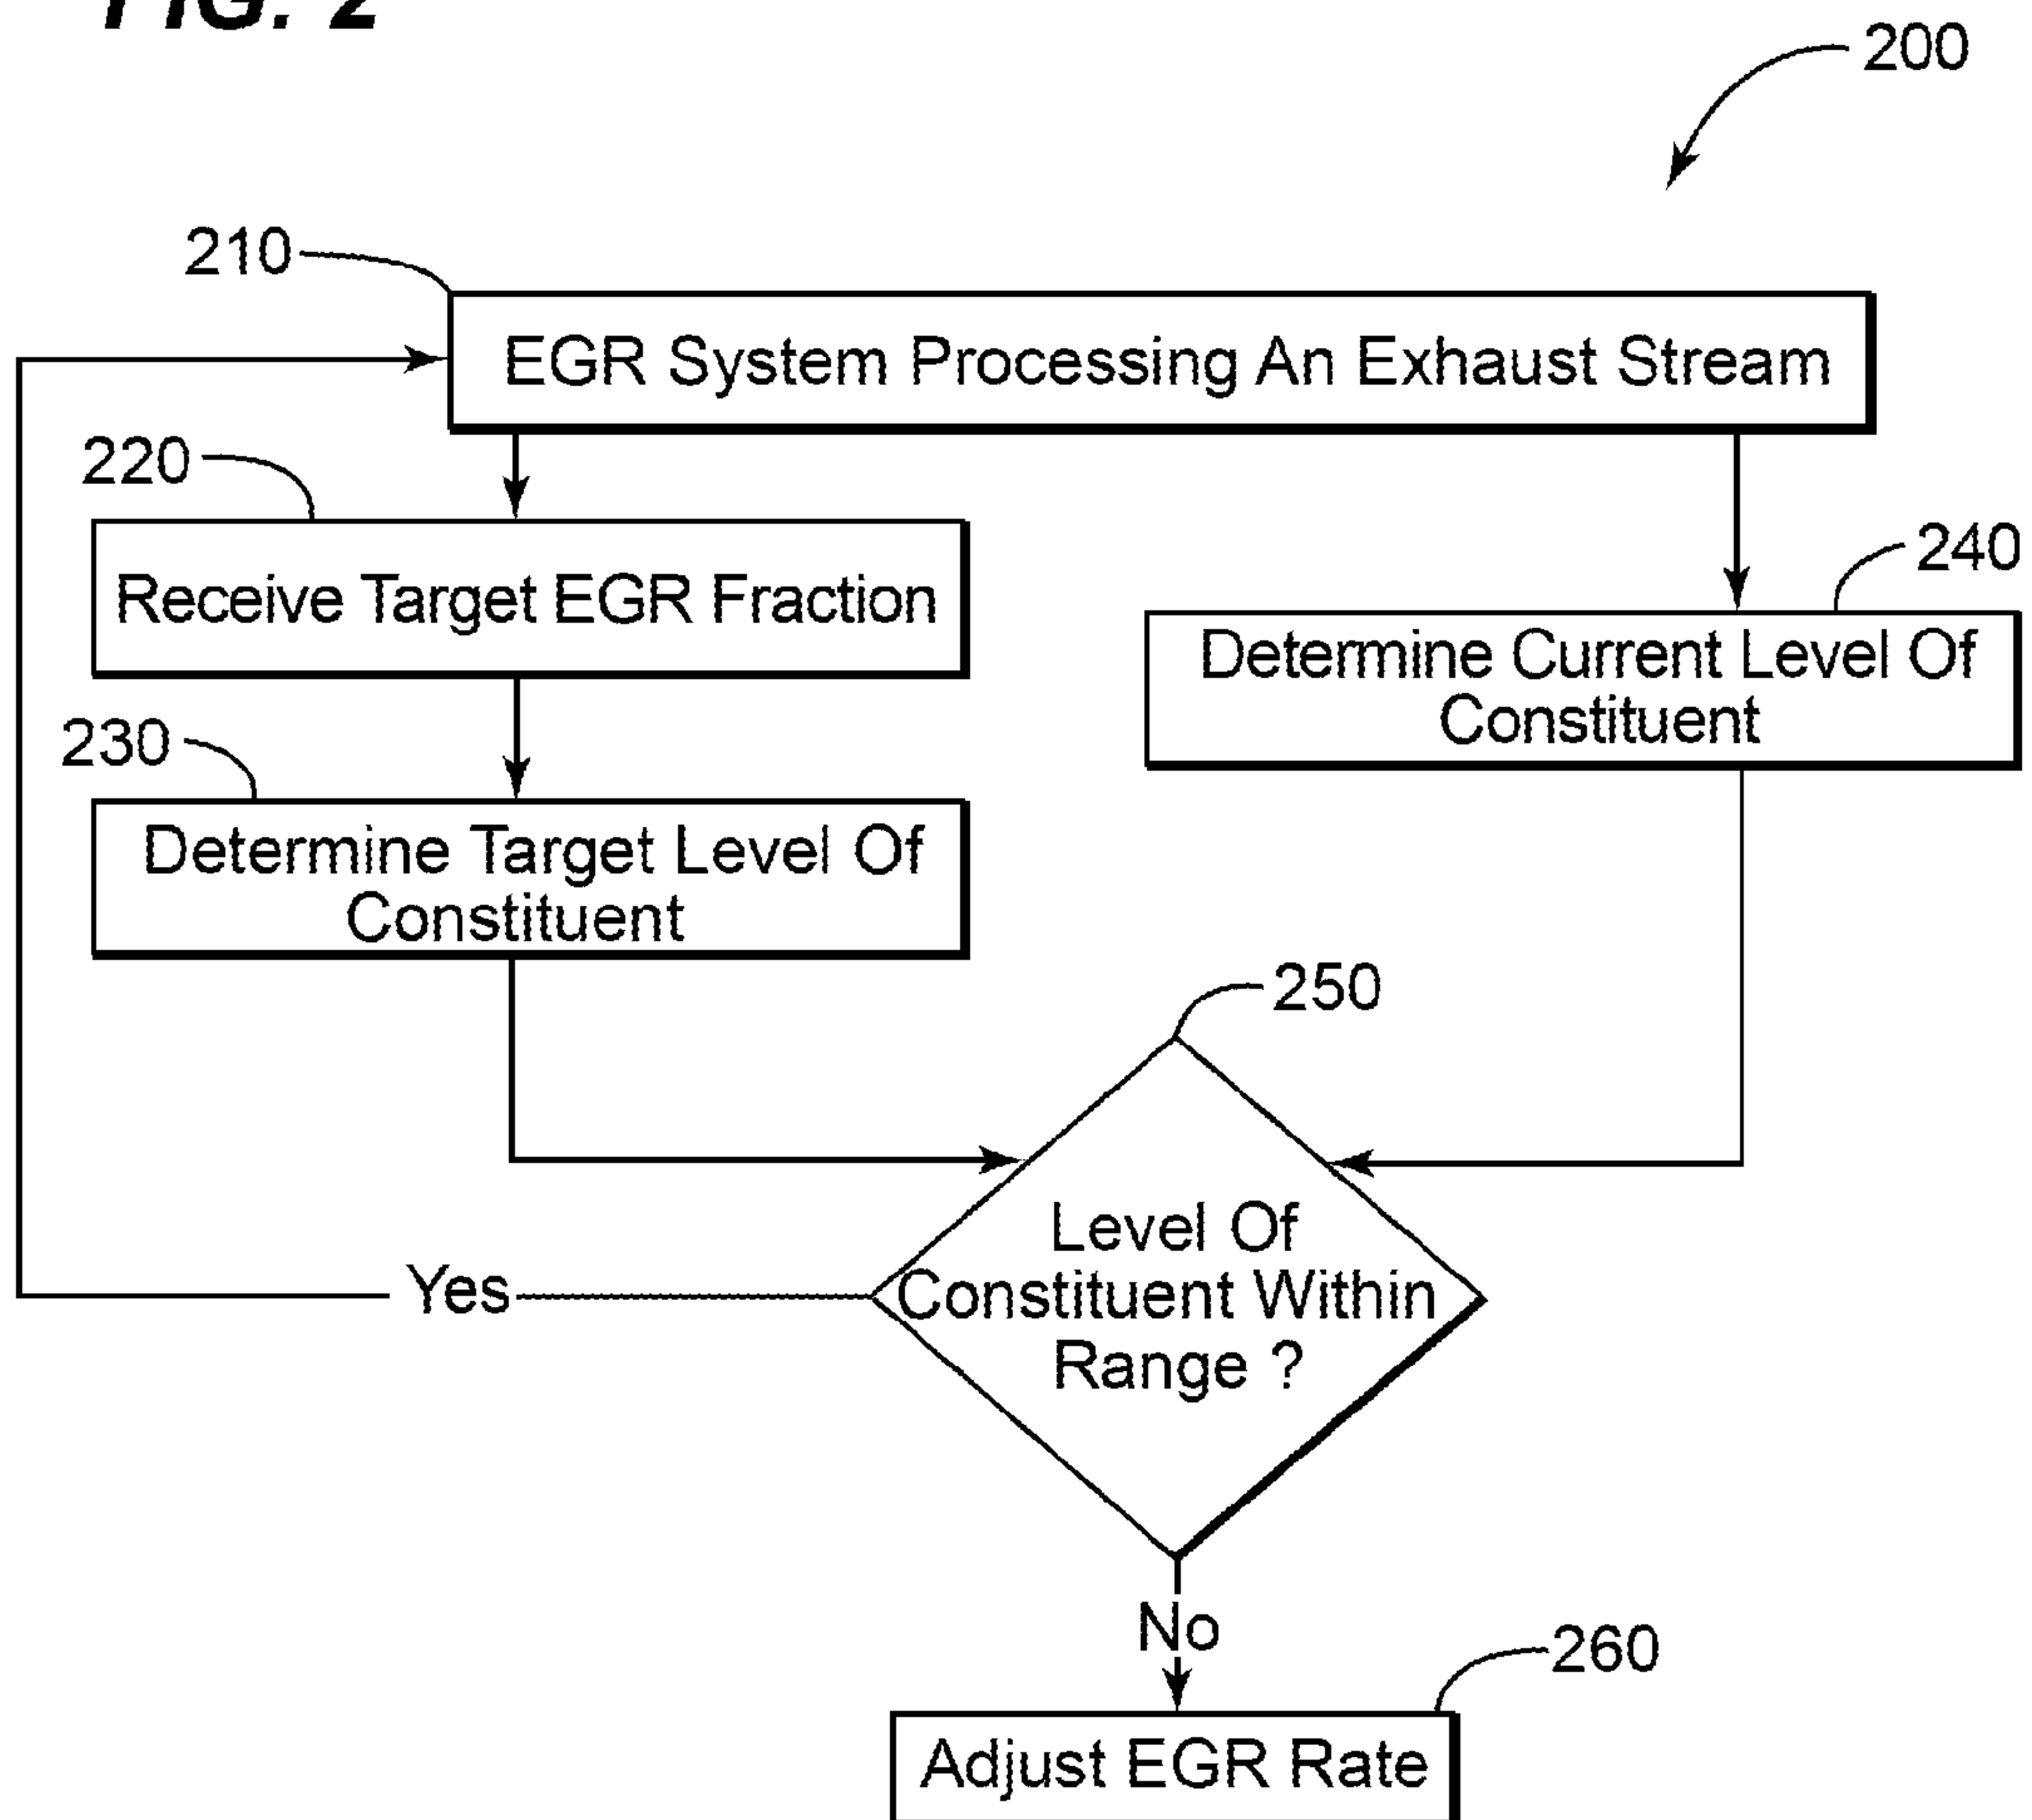 FIG. 2
200
210
EGR System Processing An Exhaust Stream
220
Receive Target EGR Fraction
240
Determine Current Level Of
Constituent
230
Determine Target Level Of
Constituent
250
Level Of
Constituent Within
Range ?
Yes
No
260
Adjust EGR Rate